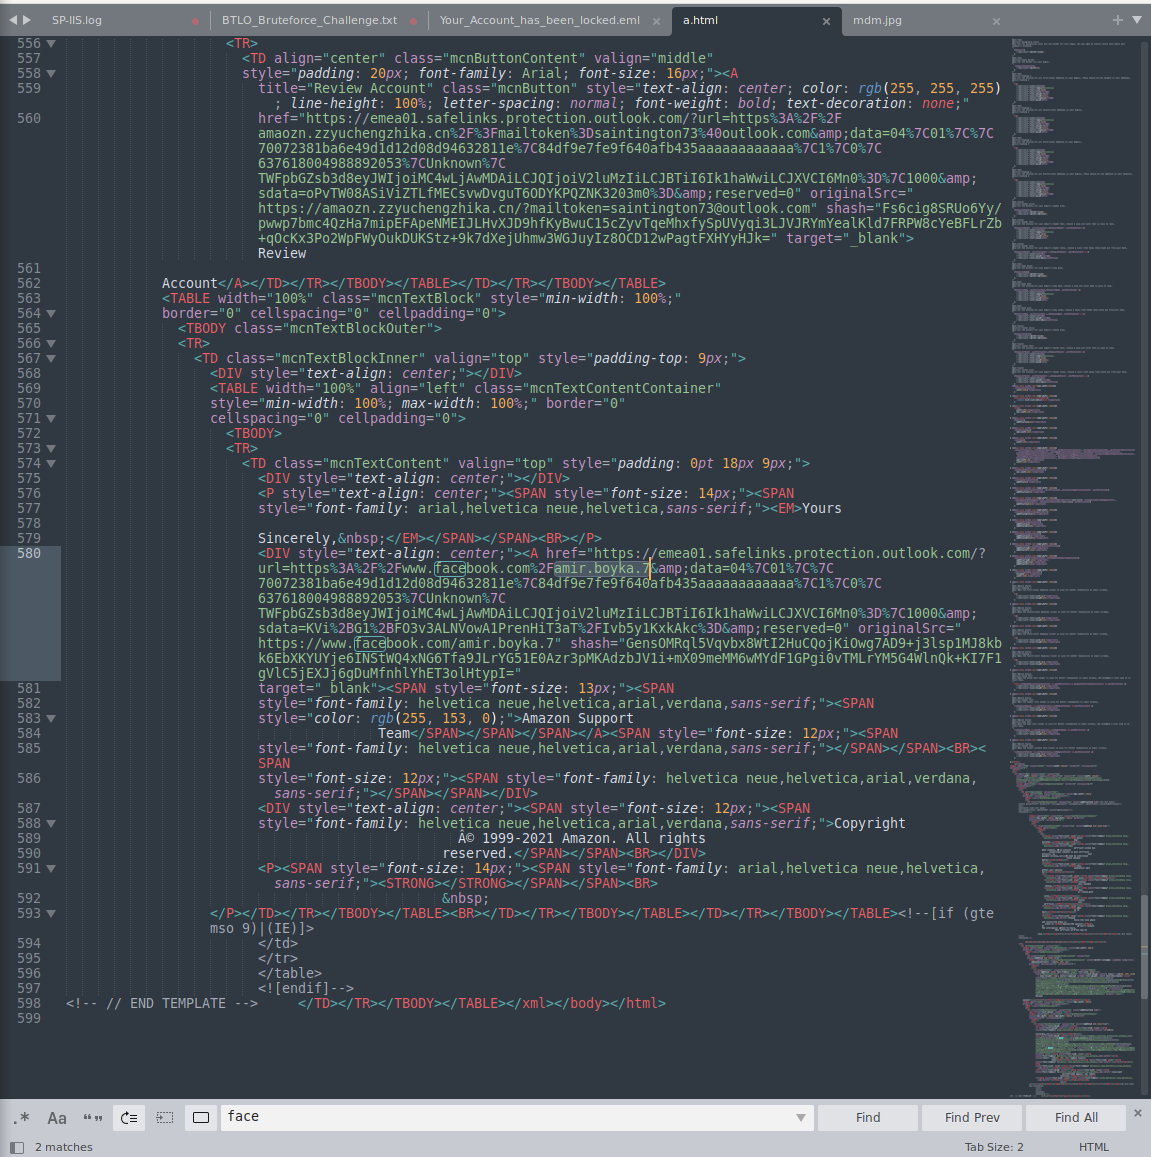 SP-IIS.log
BTLO_Bruteforce_Challenge.txt
Your_Account_has_been_locked.eml
a.html
mdm.jpg
556 <TR>
557 <TD align="center" class="mcnButtonContent" valign="middle"
558 style="padding: 20px; font-family: Arial; font-size: 16px;"><A
559 title="Review Account" class="mcnButton" style="text-align: center; color: rgb(255, 255, 255)
; line-height: 100%; letter-spacing: normal; font-weight: bold; text-decoration: none;"
560 href="https://emea01.safelinks.protection.outlook.com/?url=https%3A%2F%2F
amaozn.zzyuchengzhika.cn%2F%3Fmailtoken%3Dsaintington73%40outlook.com&amp;data=04%7C01%7C%7C
70072381ba6e49d1d12d08d94632811e%7C84df9e7fe9f640afb435aaaaaaaaaaaa%7C1%7C0%7C
637618004988892053%7CUnknown%7C
TWFpbGZsb3d8eyJWIjoiMC4wLjAwMDAiLCJQIjoiV2luMzIiLCJBTiI6Ik1haWwiLCJXVCI6Mn0%3D%7C1000&amp;
sdata=oPvTW08ASiViZTLfMECsvwDvguT6ODYKPQZNK3203m0%3D&amp;reserved=0" originalSrc="
https://amaozn.zzyuchengzhika.cn/?mailtoken=saintington73@outlook.com" shash="Fs6cig8SRUo6Yy/
pwwp7bmc4QzHa7mipEFApeNMEIJLHvXJD9hfKyBwuC15cZyvTqeMhxfySpUVyqi3LJVJRYmYealKld7FRPW8cYeBFLrZb
+qOcKx3Po2WpFWyOukDUKStz+9k7dXejUhmw3WGJuyIz8OCD12wPagtFXHYyHJk=" target="_blank">
Review
561
562 Account</A></TD></TR></TBODY></TABLE></TD></TR></TBODY></TABLE>
563 <TABLE width="100%" class="mcnTextBlock" style="min-width: 100%;"
564 border="0" cellspacing="0" cellpadding="0">
565 <TBODY class="mcnTextBlockOuter">
566 <TR>
567 <TD class="mcnTextBlockInner" valign="top" style="padding-top: 9px;">
568 <DIV style="text-align: center;"></DIV>
569 <TABLE width="100%" align="left" class="mcnTextContentContainer"
570 style="min-width: 100%; max-width: 100%;" border="0"
571 cellspacing="0" cellpadding="0">
572 <TBODY>
573 <TR>
574 <TD class="mcnTextContent" valign="top" style="padding: 0pt 18px 9px;">
575 <DIV style="text-align: center;"></DIV>
576 <P style="text-align: center;"><SPAN style="font-size: 14px;"><SPAN
577 style="font-family: arial,helvetica neue,helvetica,sans-serif;"><EM>Yours
578
579 Sincerely,&nbsp;</EM></SPAN></SPAN><BR></P>
580 <DIV style="text-align: center;"><A href="https://emea01.safelinks.protection.outlook.com/?
url=https%3A%2F%2Fwww.facebook.com%2Famir.boyka.7&amp;data=04%7C01%7C%7C
70072381ba6e49d1d12d08d94632811e%7C84df9e7fe9f640afb435aaaaaaaaaaaa%7C1%7C0%7C
637618004988892053%7CUnknown%7C
TWFpbGZsb3d8eyJWIjoiMC4wLjAwMDAiLCJQIjoiV2luMzIiLCJBTiI6Ik1haWwiLCJXVCI6Mn0%3D%7C1000&amp;
sdata=KVi%2BG1%2BFO3v3ALNVowA1PrenHiT3aT%2FIvb5y1KxkAkc%3D&amp;reserved=0" originalSrc="
https://www.facebook.com/amir.boyka.7" shash="GensOMRql5Vqvbx8WtI2HuCQojKiOwg7AD9+j3lsp1MJ8kb
k6EbXKYUYje6INStWQ4xNG6Tfa9JLrYG51E0Azr3pMKAdzbJV1i+mX09meMM6wMYdF1GPgi0vTMLrYM5G4WlnQk+KI7F1
gVlC5jEXJj6gDuMfnhlYhET3olHtypI="
581 target="_blank"><SPAN style="font-size: 13px;"><SPAN
582 style="font-family: helvetica neue,helvetica,arial,verdana,sans-serif;"><SPAN
583 style="color: rgb(255, 153, 0);">Amazon Support
584 Team</SPAN></SPAN></SPAN></A><SPAN style="font-size: 12px;"><SPAN
585 style="font-family: helvetica neue,helvetica,arial,verdana,sans-serif;"></SPAN></SPAN><BR><
SPAN
586 style="font-size: 12px;"><SPAN style="font-family: helvetica neue,helvetica,arial,verdana,
sans-serif;"></SPAN></SPAN></DIV>
587 <DIV style="text-align: center;"><SPAN style="font-size: 12px;"><SPAN
588 style="font-family: helvetica neue,helvetica,arial,verdana,sans-serif;">Copyright
589 Â© 1999-2021 Amazon. All rights
590 reserved.</SPAN></SPAN><BR></DIV>
591 <P><SPAN style="font-size: 14px;"><SPAN style="font-family: arial,helvetica neue,helvetica,
sans-serif;"><STRONG></STRONG></SPAN></SPAN><BR>
592 &nbsp;
593 </P></TD></TR></TBODY></TABLE><BR></TD></TR></TBODY></TABLE></TD></TR></TBODY></TABLE><!--[if (gte
mso 9)|(IE)]>
594 </td>
595 </tr>
596 </table>
597 <![endif]-->
598 <!-- // END TEMPLATE --> </TD></TR></TBODY></TABLE></xml></body></html>
599
.* Aa “” face Find Find Prev Find All
2 matches Tab Size: 2 HTML